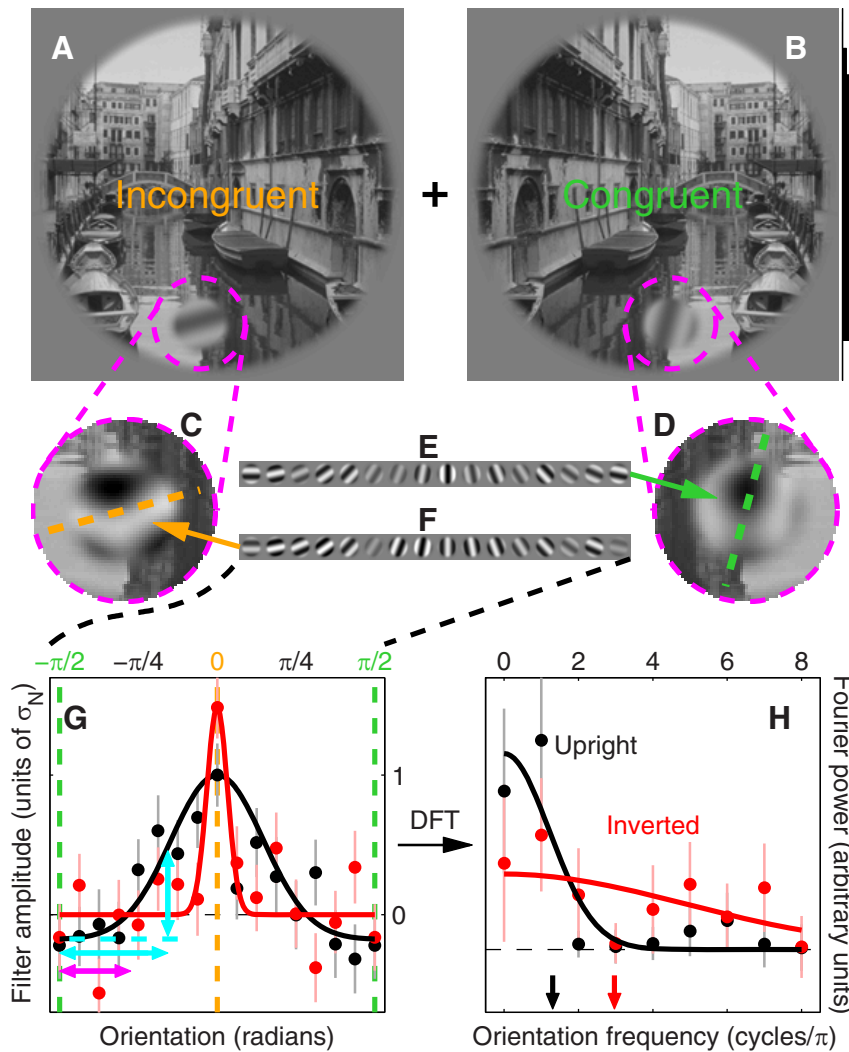 A
B
Incongruent
+
Congruent
C
D
E
F
−π/2
−π/4
0
π/4
π/2
0
2
4
6
8
G
H
Filter amplitude (units of σN)
1
0
Upright
DFT
Inverted
Fourier power (arbitrary units)
Orientation (radians)
Orientation frequency (cycles/π)